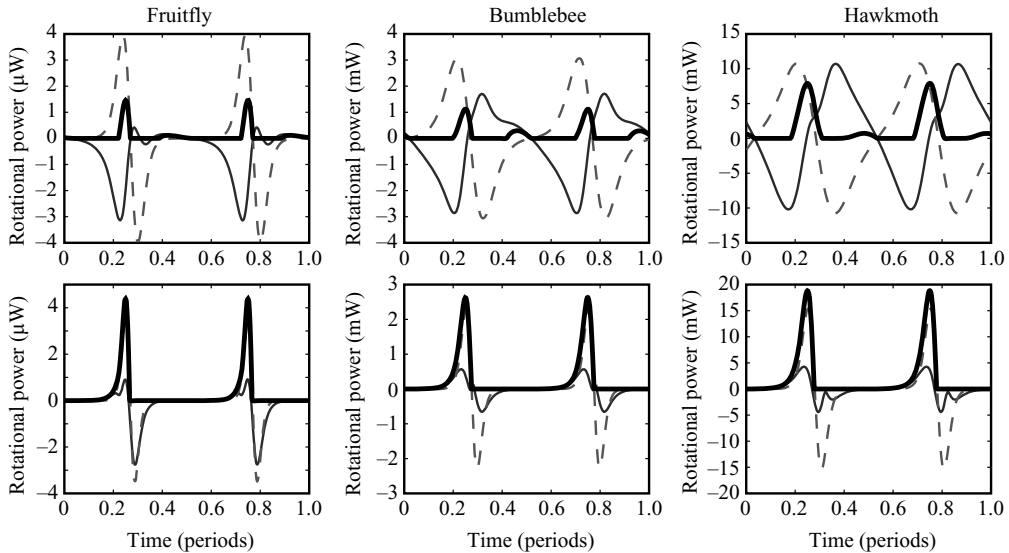 Fruitfly
Bumblebee
Hawkmoth
Rotational power (µW)
4
3
2
1
0
–1
–2
–3
–4
0 0.2 0.4 0.6 0.8 1.0
Rotational power (mW)
4
3
2
1
0
–1
–2
–3
–4
0 0.2 0.4 0.6 0.8 1.0
Rotational power (mW)
15
10
5
0
–5
–10
–15
0 0.2 0.4 0.6 0.8 1.0
Rotational power (µW)
4
2
0
–2
–4
0 0.2 0.4 0.6 0.8 1.0
Time (periods)
Rotational power (mW)
3
2
1
0
–1
–2
–3
0 0.2 0.4 0.6 0.8 1.0
Time (periods)
Rotational power (mW)
20
15
10
5
0
–5
–10
–15
–20
0 0.2 0.4 0.6 0.8 1.0
Time (periods)